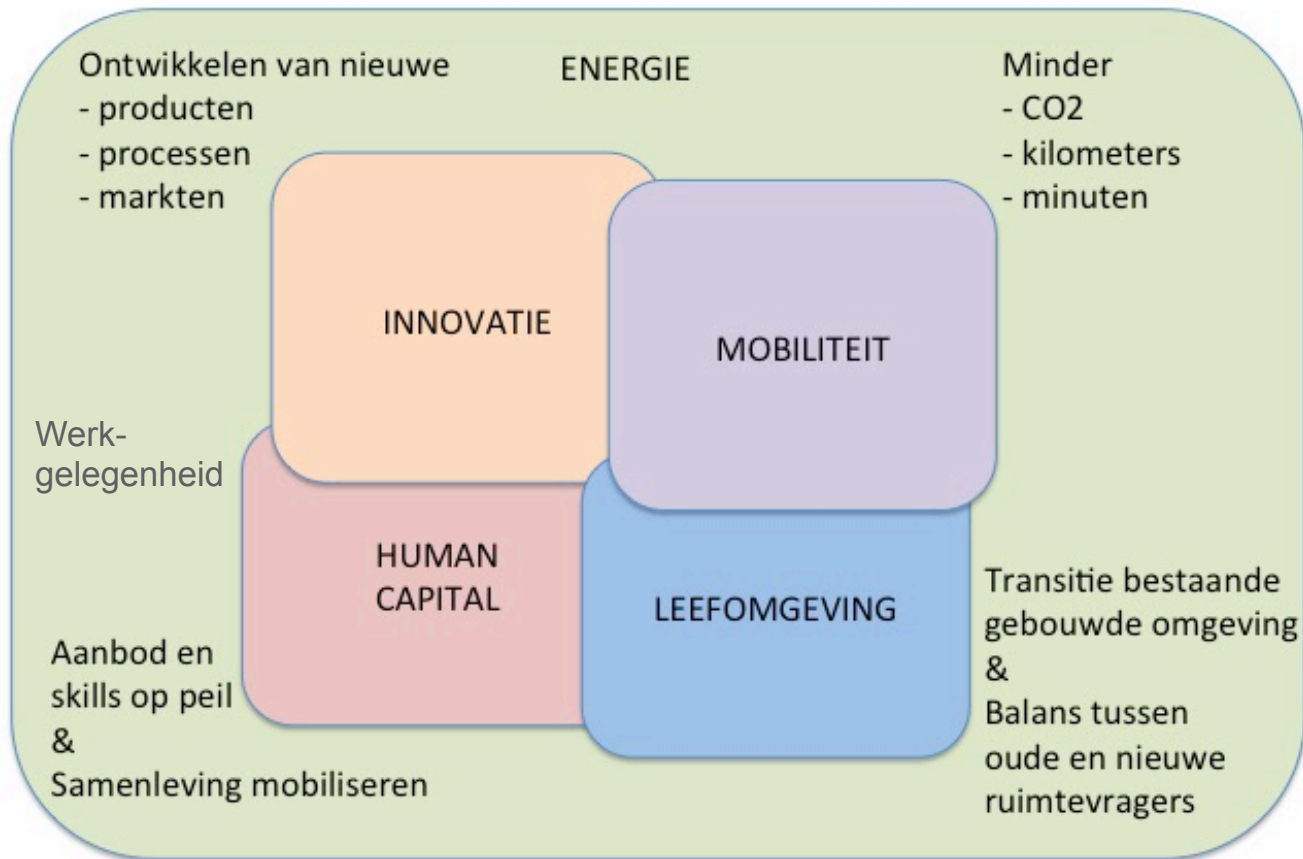 Ontwikkelen van nieuwe
- producten
- processen
- markten
ENERGIE
Minder
- CO2
- kilometers
- minuten
INNOVATIE
MOBILITEIT
Werk-
gelegenheid
HUMAN
CAPITAL
LEEFOMGEVING
Aanbod en
skills op peil
&
Samenleving mobiliseren
Transitie bestaande
gebouwde omgeving
&
Balans tussen
oude en nieuwe
ruimtevragers